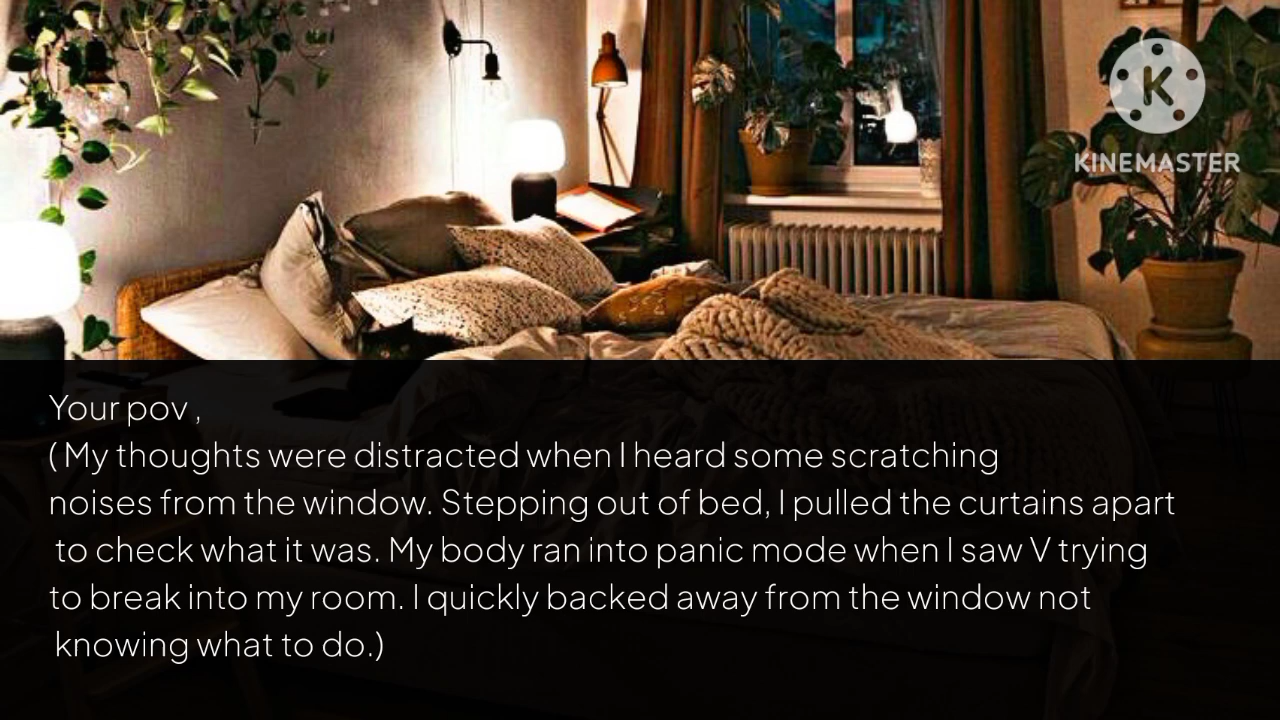 KINEMASTER
Your pov ,
( My thoughts were distracted when I heard some scratching
noises from the window. Stepping out of bed, I pulled the curtains apart
to check what it was. My body ran into panic mode when I saw V trying
to break into my room. I quickly backed away from the window not
knowing what to do.)